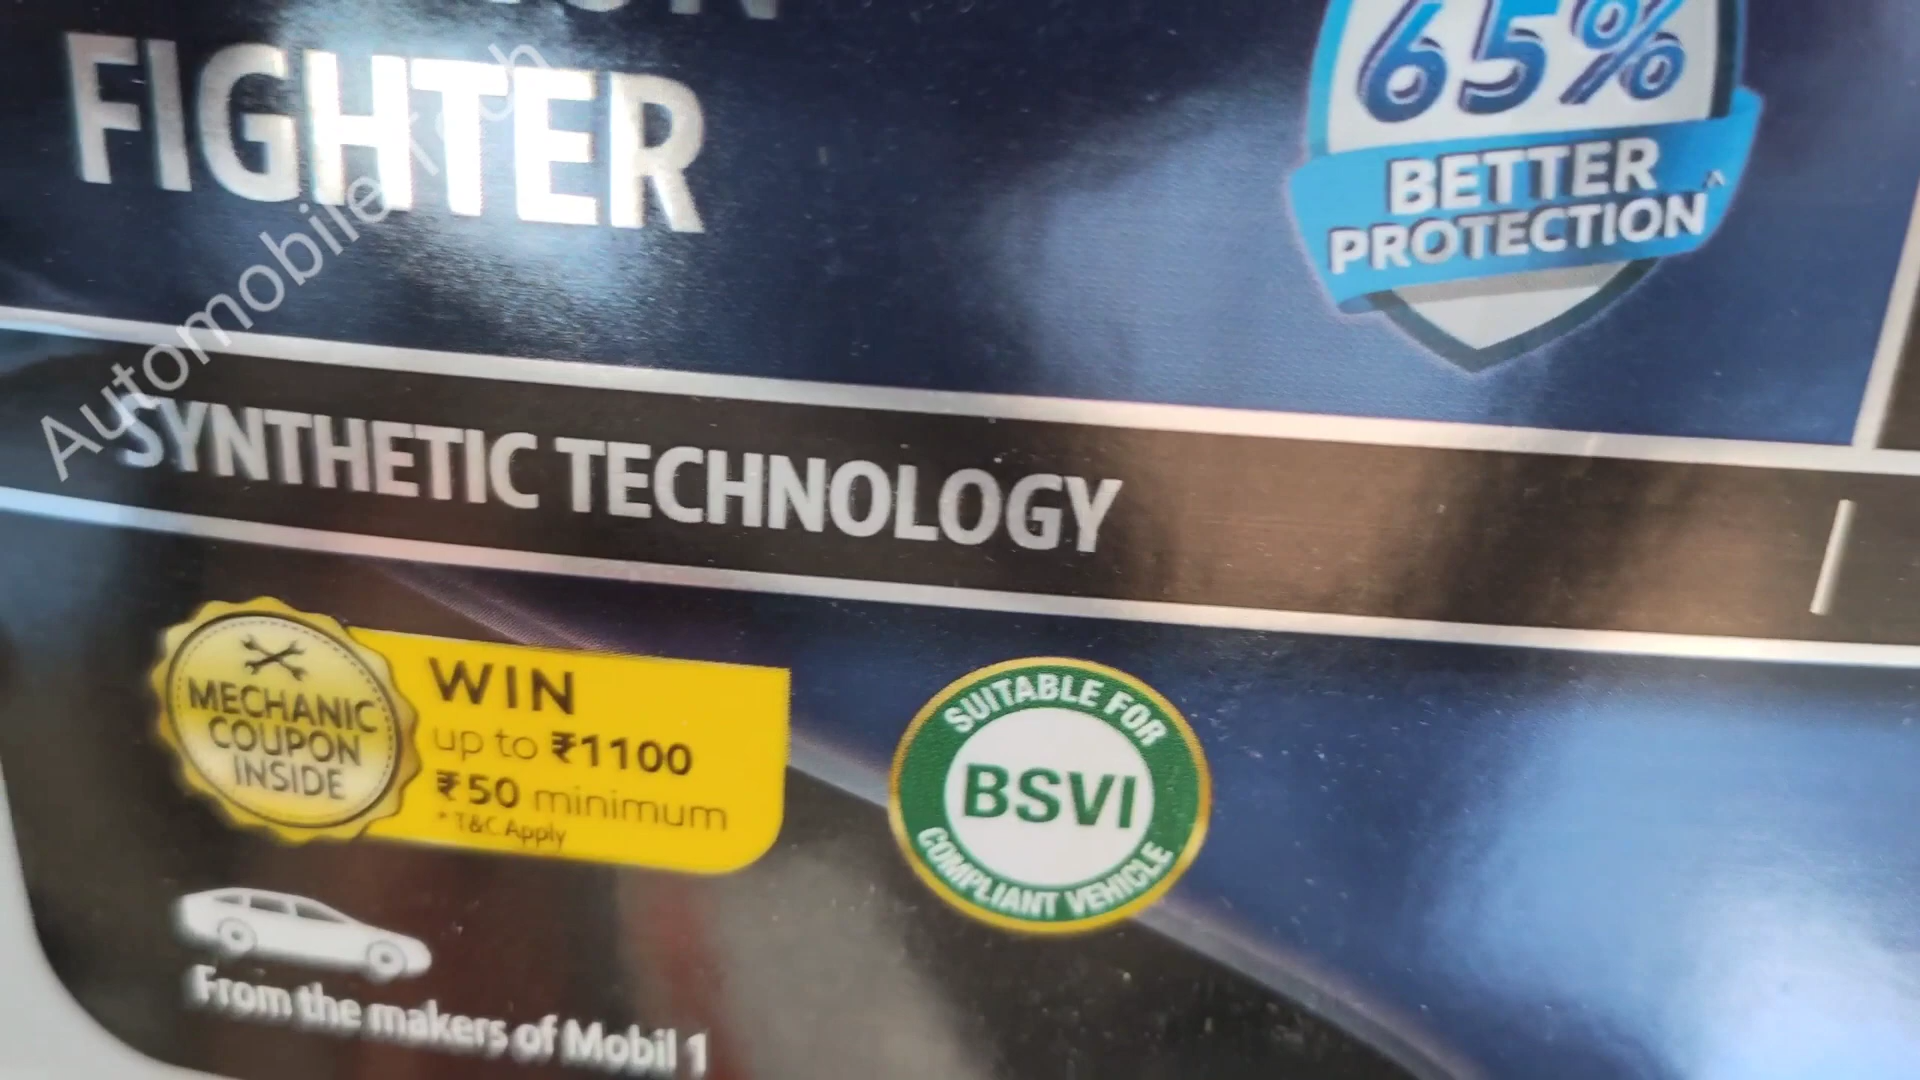 FIGHTER
65%
BETTER ^
PROTECTION
Automobile Tech
SYNTHETIC TECHNOLOGY
MECHANIC
COUPON
INSIDE
WIN
up to ₹1100
₹50 minimum
* T&C Apply
SUITABLE FOR
BSVI
COMPLIANT VEHICLE
From the makers of Mobil 1